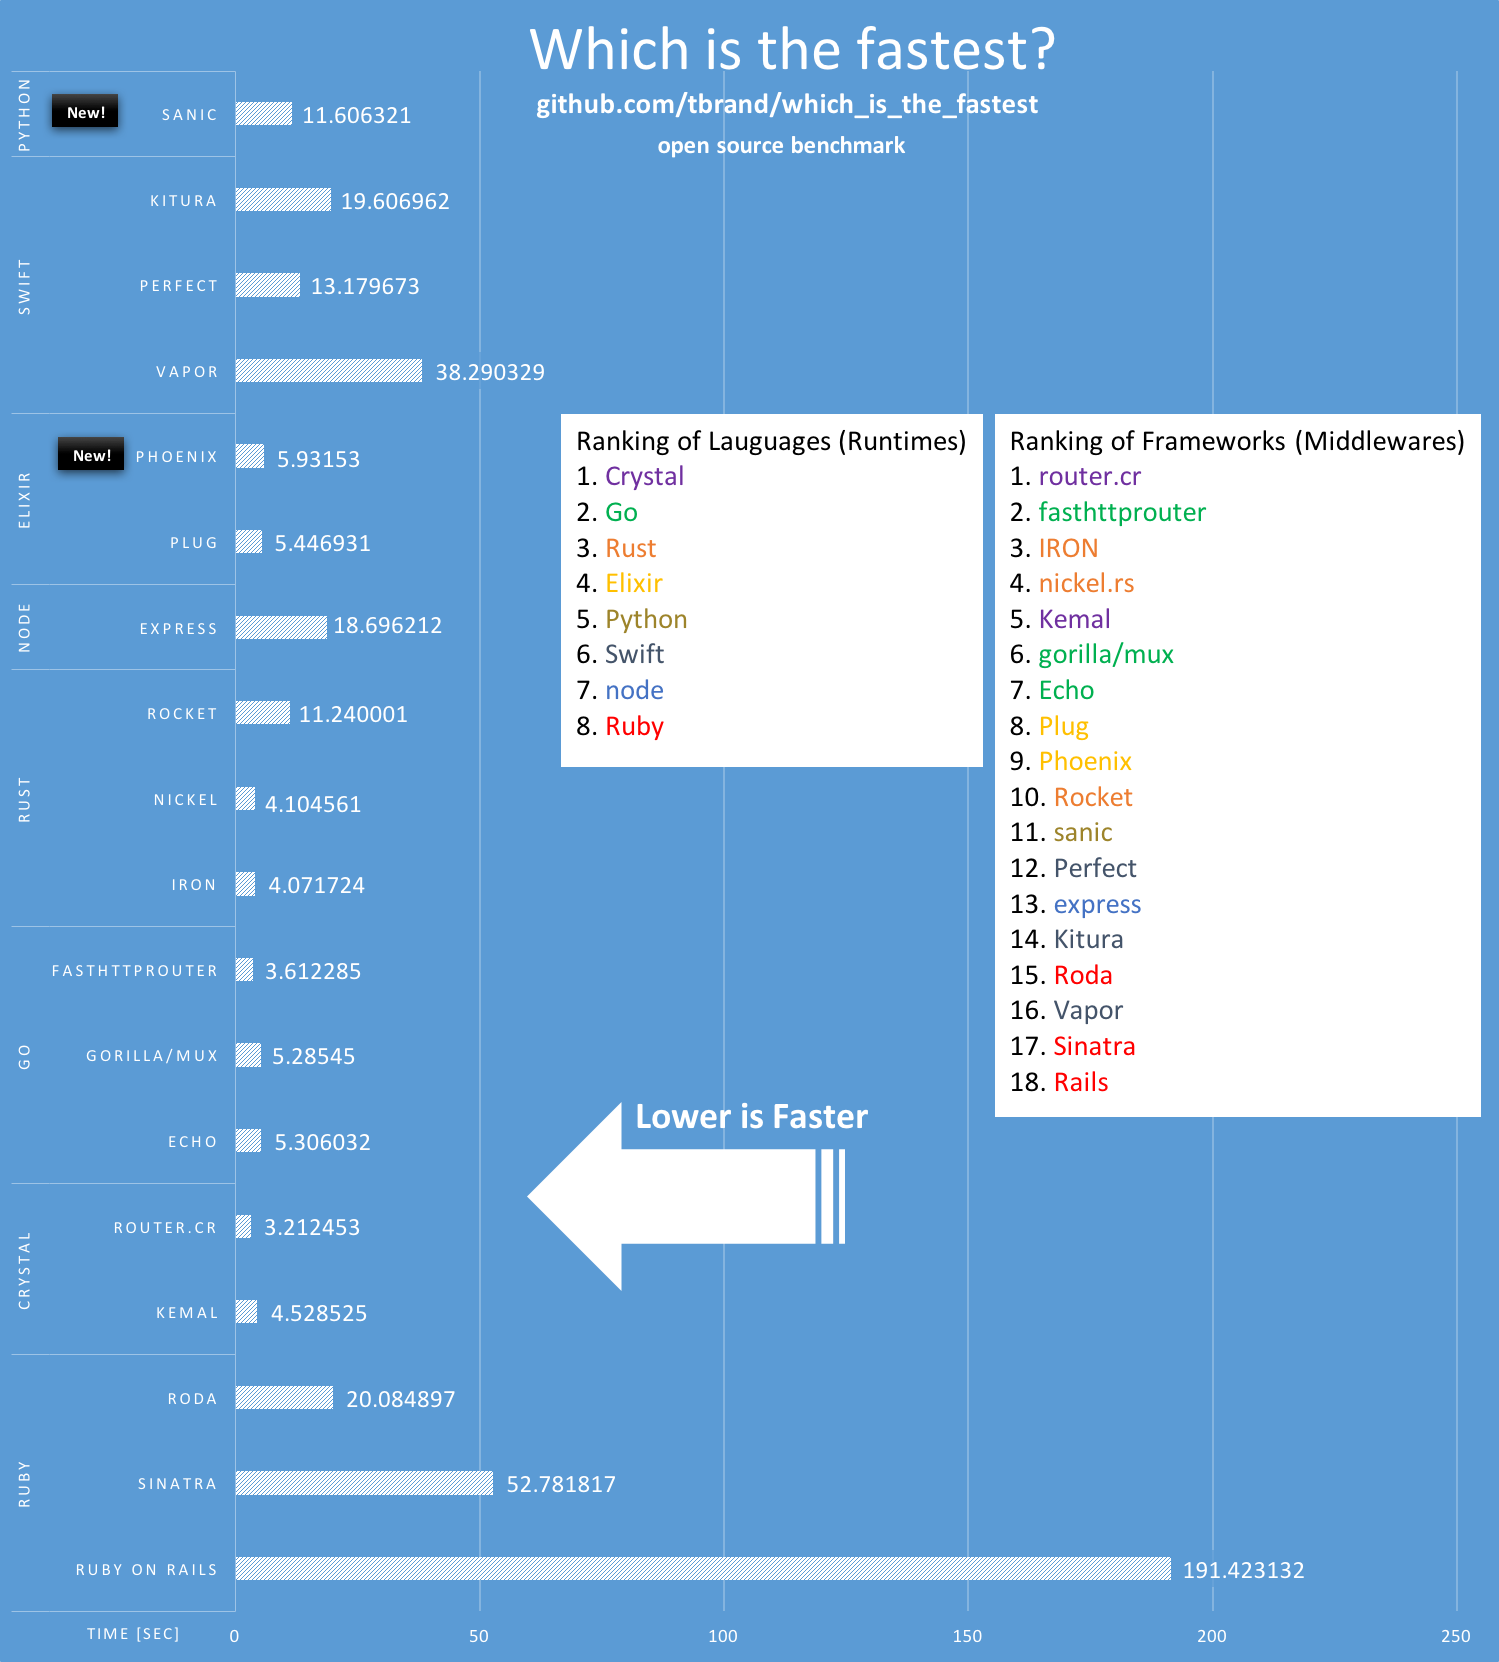 Which is the fastest?
github.com/tbrand/which_is_the_fastest
open source benchmark
PYTHON
New!
SANIC 11.606321
SWIFT
KITURA 19.606962
PERFECT 13.179673
VAPOR 38.290329
ELIXIR
New!
PHOENIX 5.93153
PLUG 5.446931
NODE
EXPRESS 18.696212
RUST
ROCKET 11.240001
NICKEL 4.104561
IRON 4.071724
GO
FASTHTTPROUTER 3.612285
GORILLA/MUX 5.28545
ECHO 5.306032
CRYSTAL
ROUTER.CR 3.212453
KEMAL 4.528525
RUBY
RODA 20.084897
SINATRA 52.781817
RUBY ON RAILS 191.423132
TIME [SEC] 0 50 100 150 200 250
Ranking of Lauguages (Runtimes)
1. Crystal
2. Go
3. Rust
4. Elixir
5. Python
6. Swift
7. node
8. Ruby
Ranking of Frameworks (Middlewares)
1. router.cr
2. fasthttprouter
3. IRON
4. nickel.rs
5. Kemal
6. gorilla/mux
7. Echo
8. Plug
9. Phoenix
10. Rocket
11. sanic
12. Perfect
13. express
14. Kitura
15. Roda
16. Vapor
17. Sinatra
18. Rails
Lower is Faster